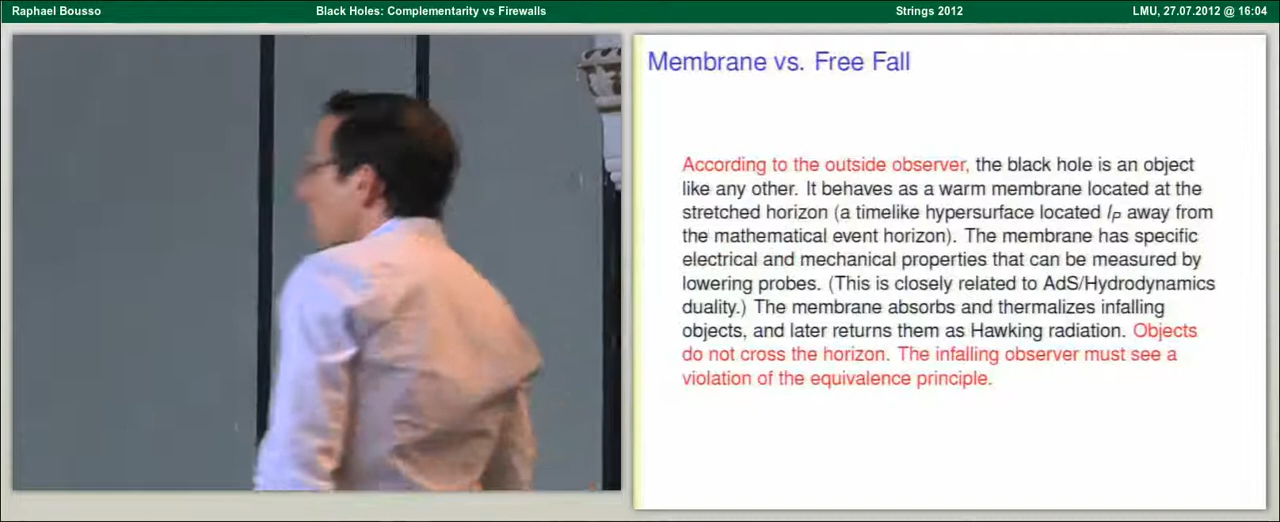 Raphael Bousso Black Holes: Complementarity vs Firewalls Strings 2012 LMU, 27.07.2012 @ 16:04
Membrane vs. Free Fall
According to the outside observer, the black hole is an object
like any other. It behaves as a warm membrane located at the
stretched horizon (a timelike hypersurface located lP away from
the mathematical event horizon). The membrane has specific
electrical and mechanical properties that can be measured by
lowering probes. (This is closely related to AdS/Hydrodynamics
duality.) The membrane absorbs and thermalizes infalling
objects, and later returns them as Hawking radiation. Objects
do not cross the horizon. The infalling observer must see a
violation of the equivalence principle.